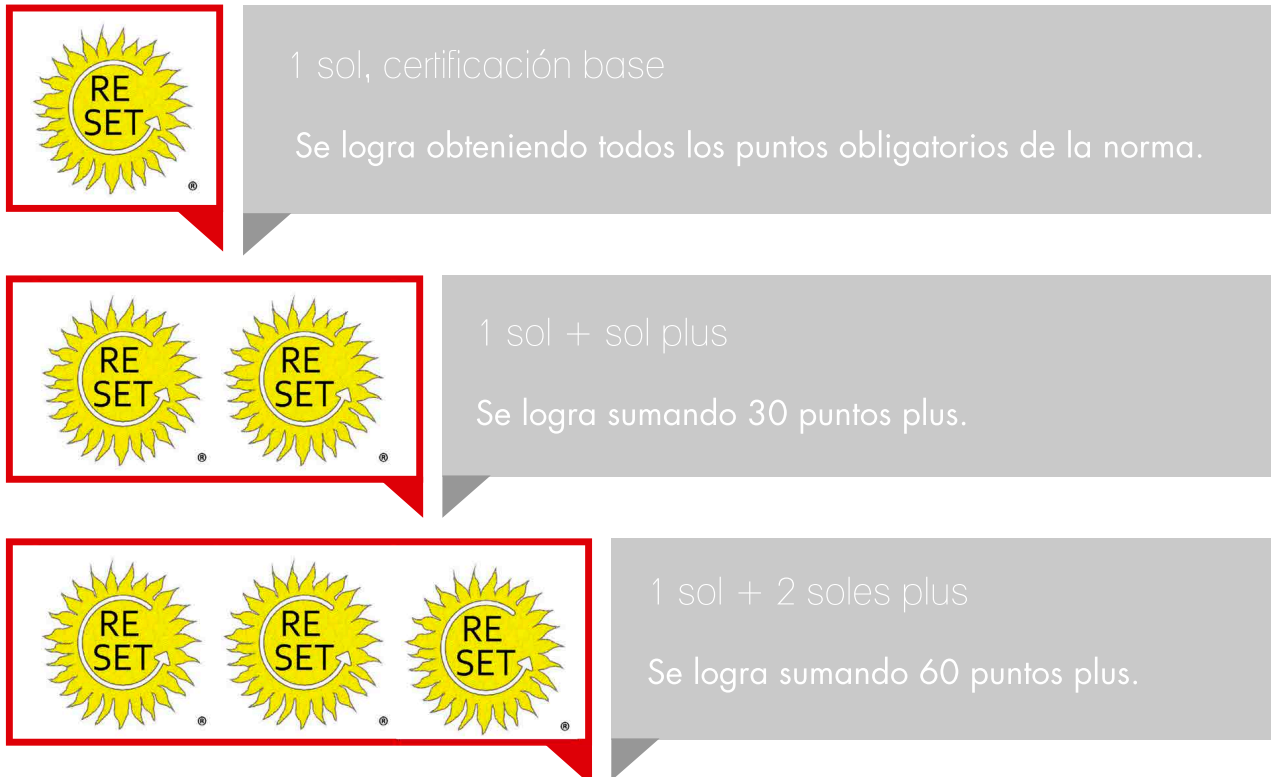 RE
SET
®
1 sol, certificación base
Se logra obteniendo todos los puntos obligatorios de la norma.
RE
SET
®
RE
SET
®
1 sol + sol plus
Se logra sumando 30 puntos plus.
RE
SET
®
RE
SET
®
RE
SET
®
1 sol + 2 soles plus
Se logra sumando 60 puntos plus.